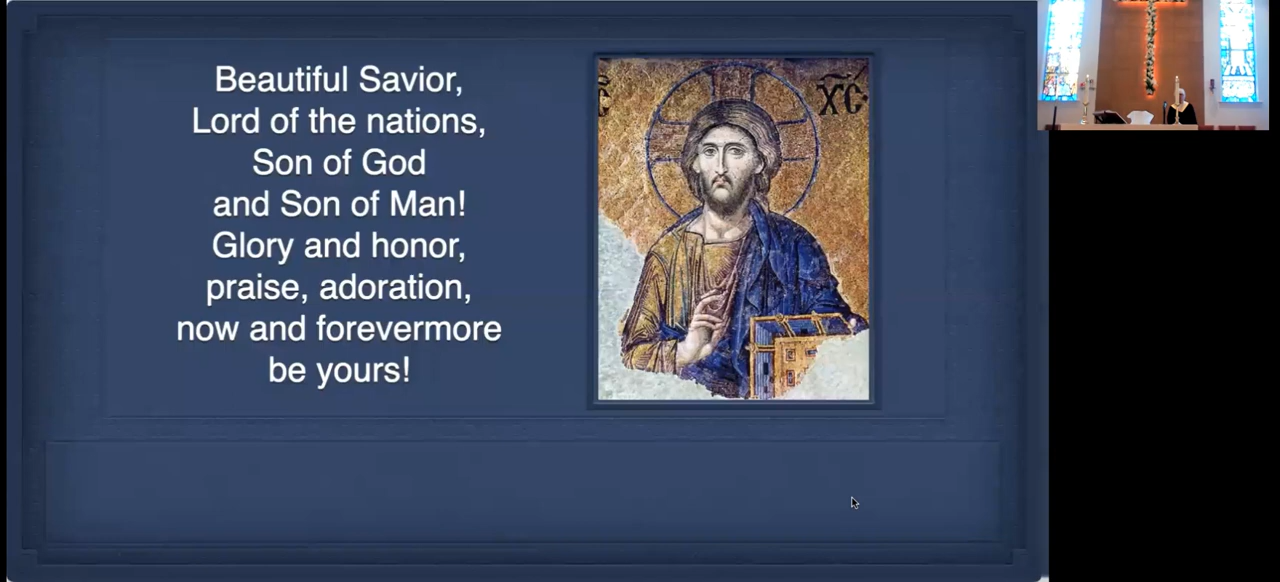 Beautiful Savior,
Lord of the nations,
Son of God
and Son of Man!
Glory and honor,
praise, adoration,
now and forevermore
be yours!
X̅C